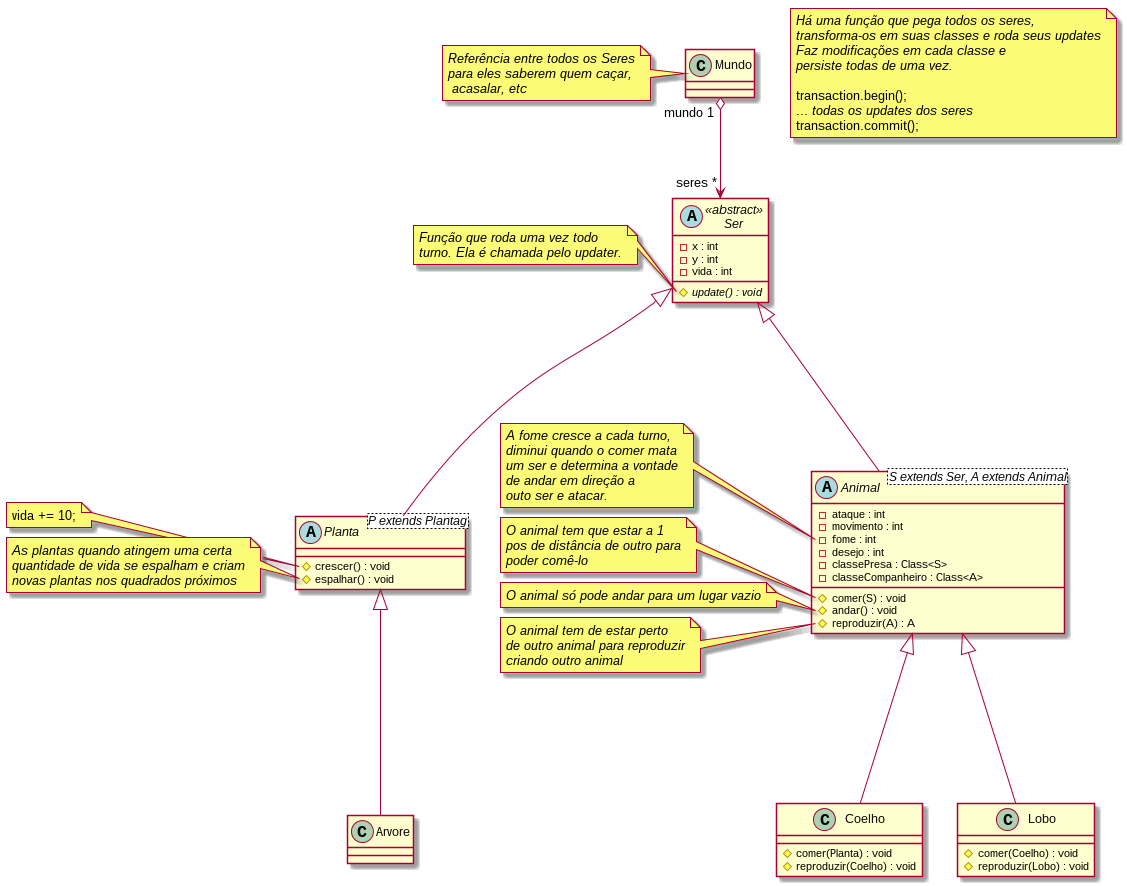 Há uma função que pega todos os seres,
transforma-os em suas classes e roda seus updates
Faz modificações em cada classe e
persiste todas de uma vez.
transaction.begin();
... todas os updates dos seres
transaction.commit();
Referência entre todos os Seres
para eles saberem quem caçar,
acasalar, etc
C Mundo
mundo 1
seres *
A «abstract»
Ser
x : int
y : int
vida : int
update() : void
Função que roda uma vez todo
turno. Ela é chamada pelo updater.
A fome cresce a cada turno,
diminui quando o comer mata
um ser e determina a vontade
de andar em direção a
outo ser e atacar.
O animal tem que estar a 1
pos de distância de outro para
poder comê-lo
O animal só pode andar para um lugar vazio
O animal tem de estar perto
de outro animal para reproduzir
criando outro animal
A Animal
S extends Ser, A extends Animal
ataque : int
movimento : int
fome : int
desejo : int
classePresa : Class<S>
classeCompanheiro : Class<A>
comer(S) : void
andar() : void
reproduzir(A) : A
vida += 10;
As plantas quando atingem uma certa
quantidade de vida se espalham e criam
novas plantas nos quadrados próximos
A Planta
P extends Plantag
crescer() : void
espalhar() : void
C Arvore
C Coelho
comer(Planta) : void
reproduzir(Coelho) : void
C Lobo
comer(Coelho) : void
reproduzir(Lobo) : void